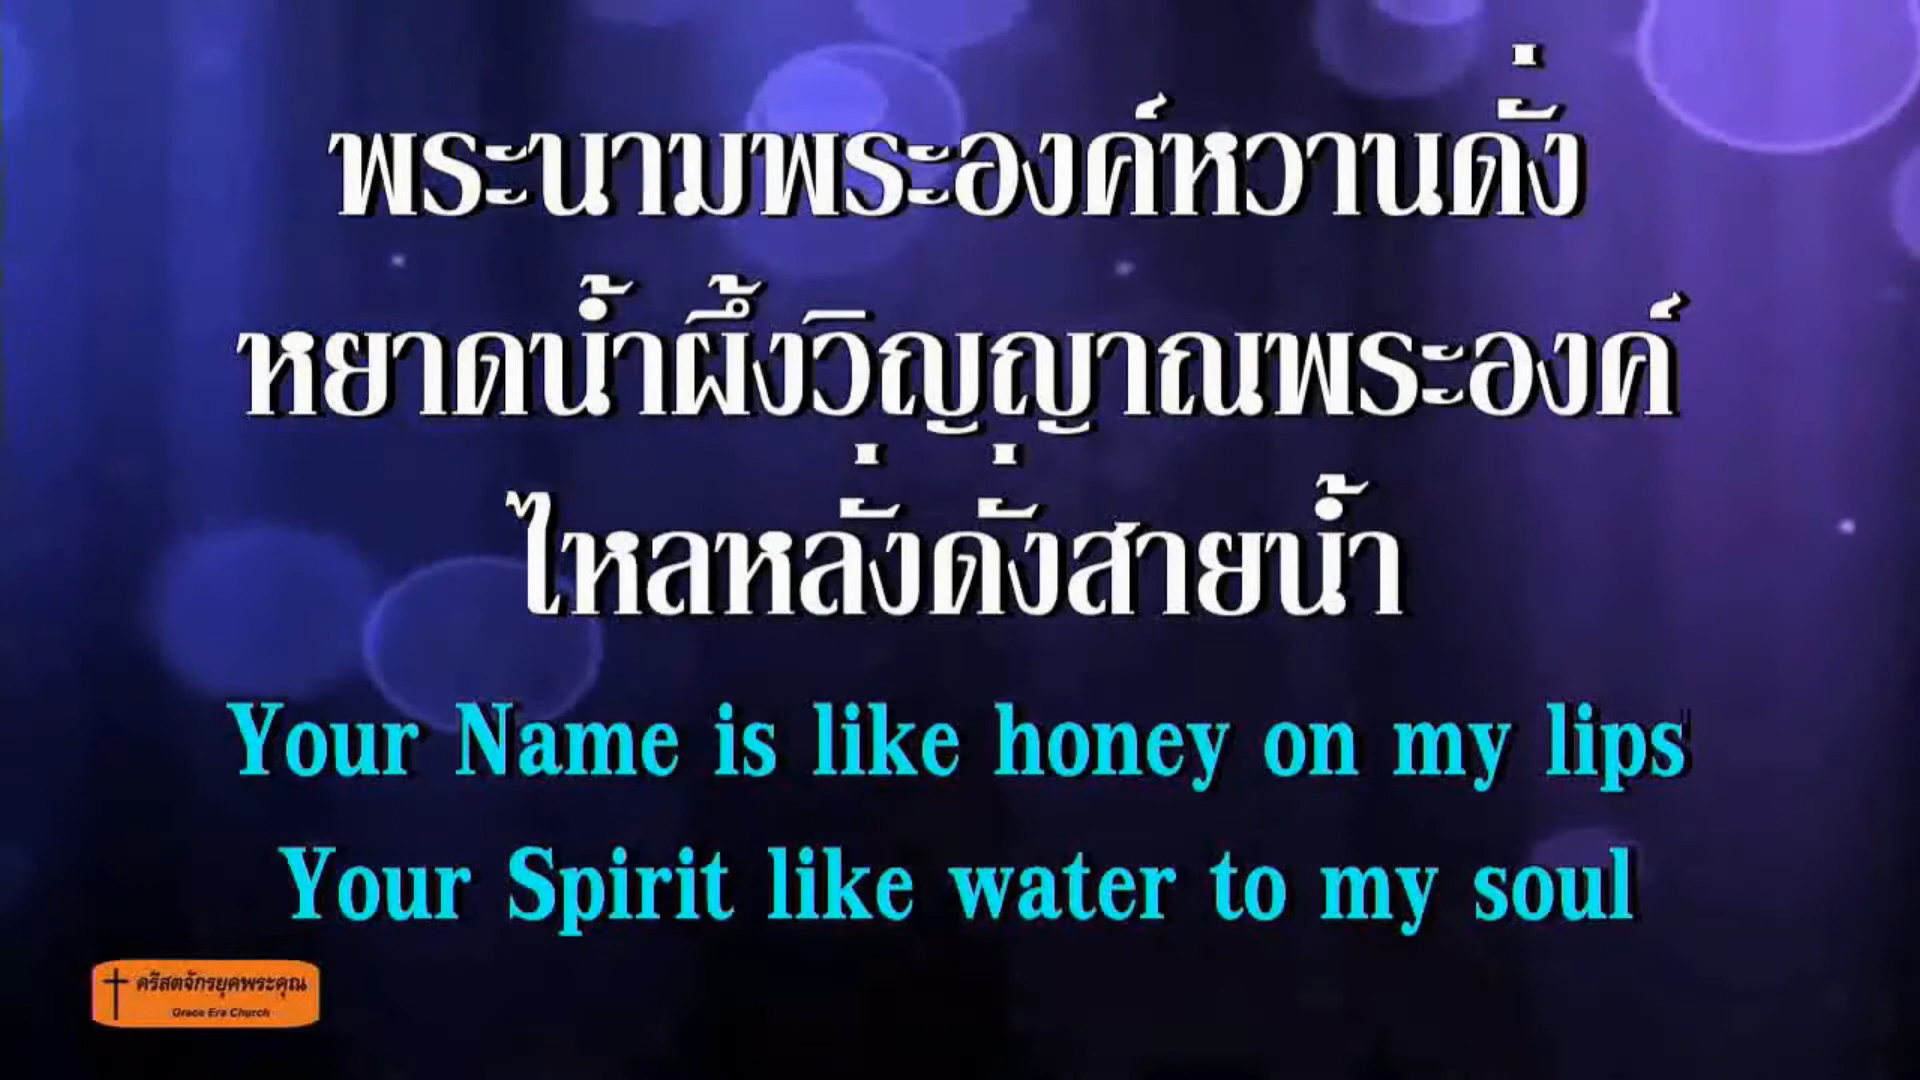 พระนามพระองค์หวานดั่ง
หยาดน้ำผึ้งวิญญาณพระองค์
ไหลหลั่งดั่งสายน้ำ
Your Name is like honey on my lips
Your Spirit like water to my soul
คริสตจักรยุคพระคุณ
Grace Era Church